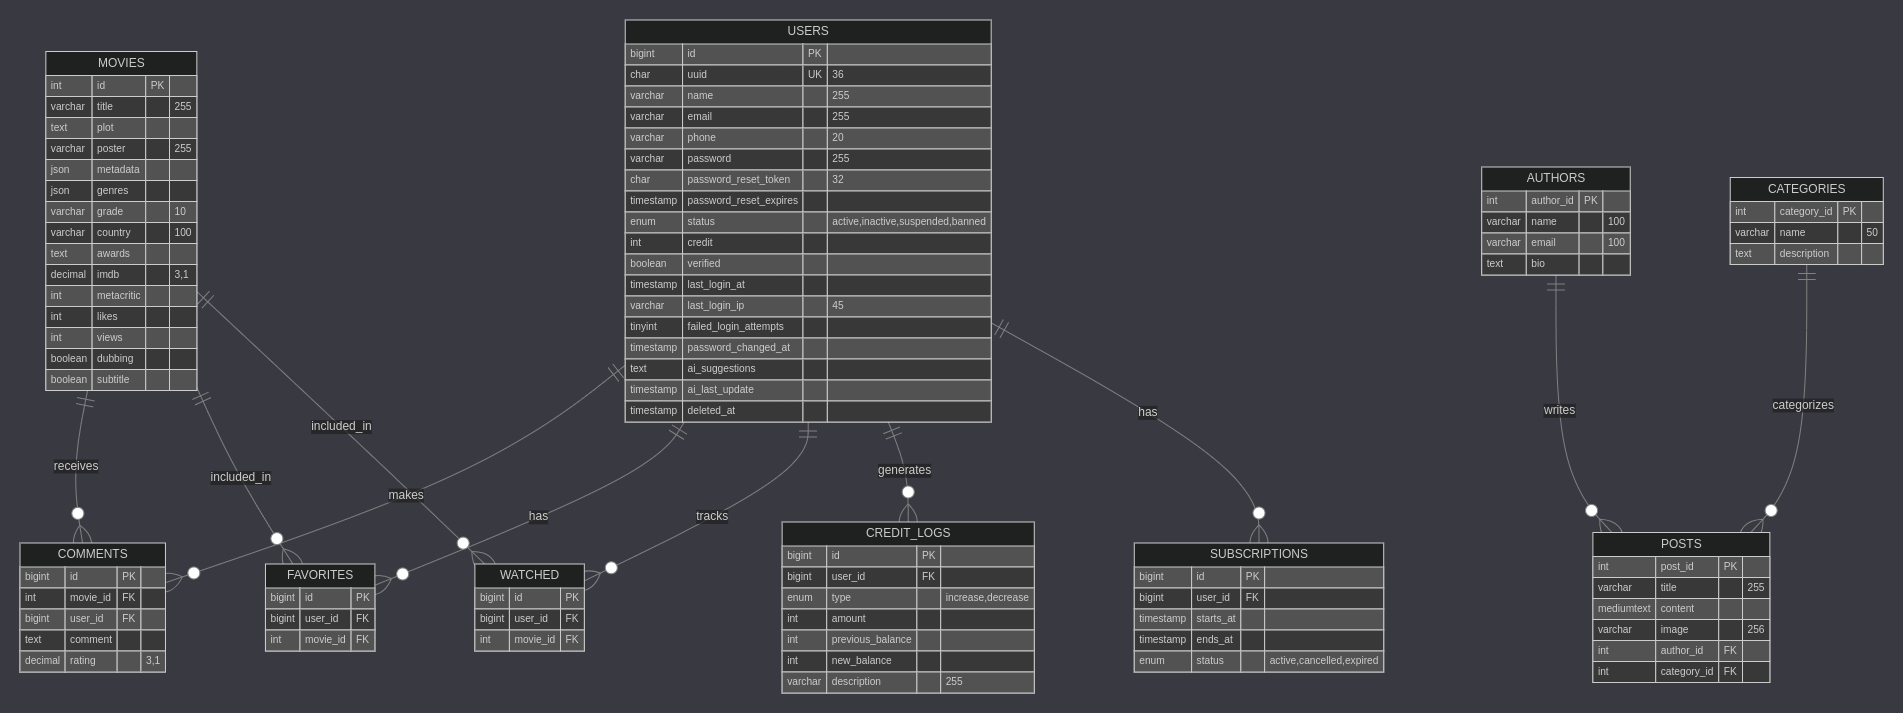 MOVIES
int id PK
varchar title 255
text plot
varchar poster 255
json metadata
json genres
varchar grade 10
varchar country 100
text awards
decimal imdb 3,1
int metacritic
int likes
int views
boolean dubbing
boolean subtitle
USERS
bigint id PK
char uuid UK 36
varchar name 255
varchar email 255
varchar phone 20
varchar password 255
char password_reset_token 32
timestamp password_reset_expires
enum status active,inactive,suspended,banned
int credit
boolean verified
timestamp last_login_at
varchar last_login_ip 45
tinyint failed_login_attempts
timestamp password_changed_at
text ai_suggestions
timestamp ai_last_update
timestamp deleted_at
AUTHORS
int author_id PK
varchar name 100
varchar email 100
text bio
CATEGORIES
int category_id PK
varchar name 50
text description
receives
included_in
included_in
makes
has
tracks
generates
has
writes
categorizes
COMMENTS
bigint id PK
int movie_id FK
bigint user_id FK
text comment
decimal rating 3,1
FAVORITES
bigint id PK
bigint user_id FK
int movie_id FK
WATCHED
bigint id PK
bigint user_id FK
int movie_id FK
CREDIT_LOGS
bigint id PK
bigint user_id FK
enum type increase,decrease
int amount
int previous_balance
int new_balance
varchar description 255
SUBSCRIPTIONS
bigint id PK
bigint user_id FK
timestamp starts_at
timestamp ends_at
enum status active,cancelled,expired
POSTS
int post_id PK
varchar title 255
mediumtext content
varchar image 256
int author_id FK
int category_id FK